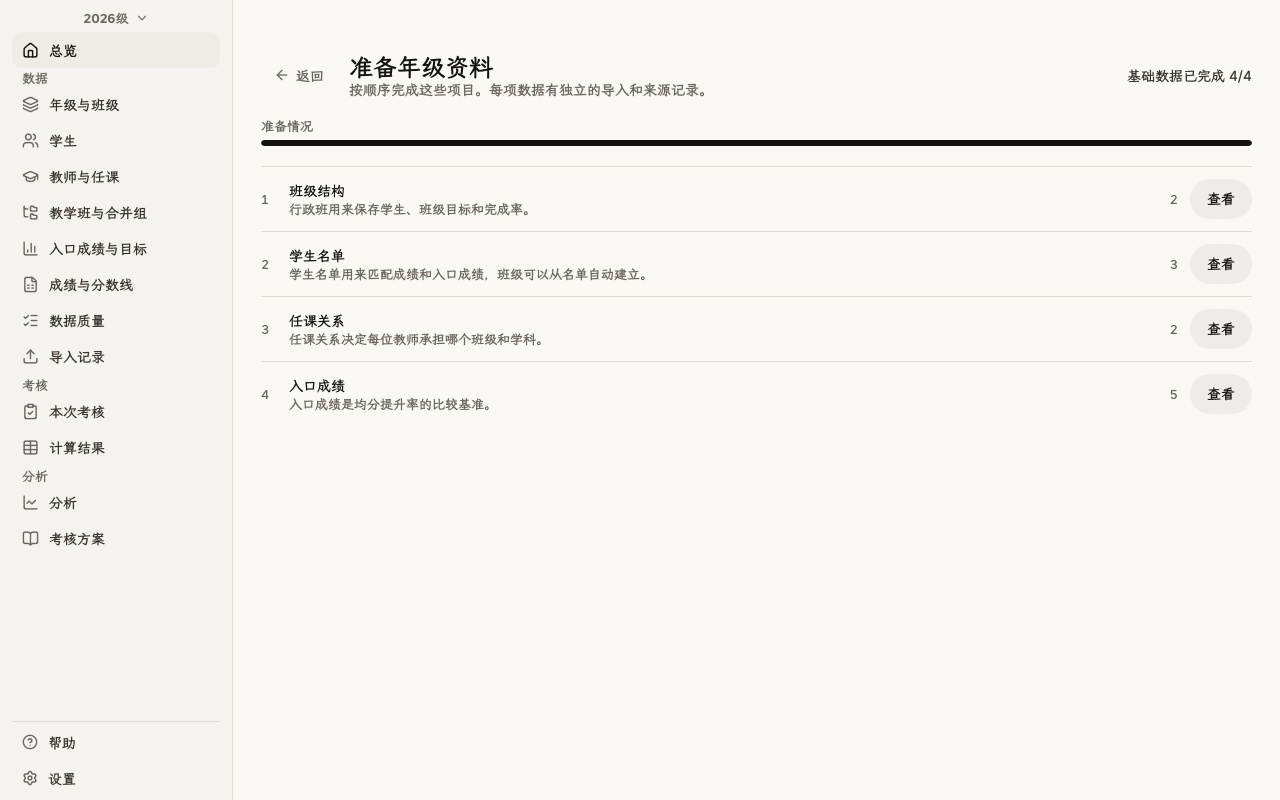 2026级
总览
数据
年级与班级
学生
教师与任课
教学班与合并组
入口成绩与目标
成绩与分数线
数据质量
导入记录
考核
本次考核
计算结果
分析
分析
考核方案
帮助
设置
返回
准备年级资料
按顺序完成这些项目。每项数据有独立的导入和来源记录。
基础数据已完成 4/4
准备情况
1
班级结构
行政班用来保存学生、班级目标和完成率。
2
查看
2
学生名单
学生名单用来匹配成绩和入口成绩，班级可以从名单自动建立。
3
查看
3
任课关系
任课关系决定每位教师承担哪个班级和学科。
2
查看
4
入口成绩
入口成绩是均分提升率的比较基准。
5
查看